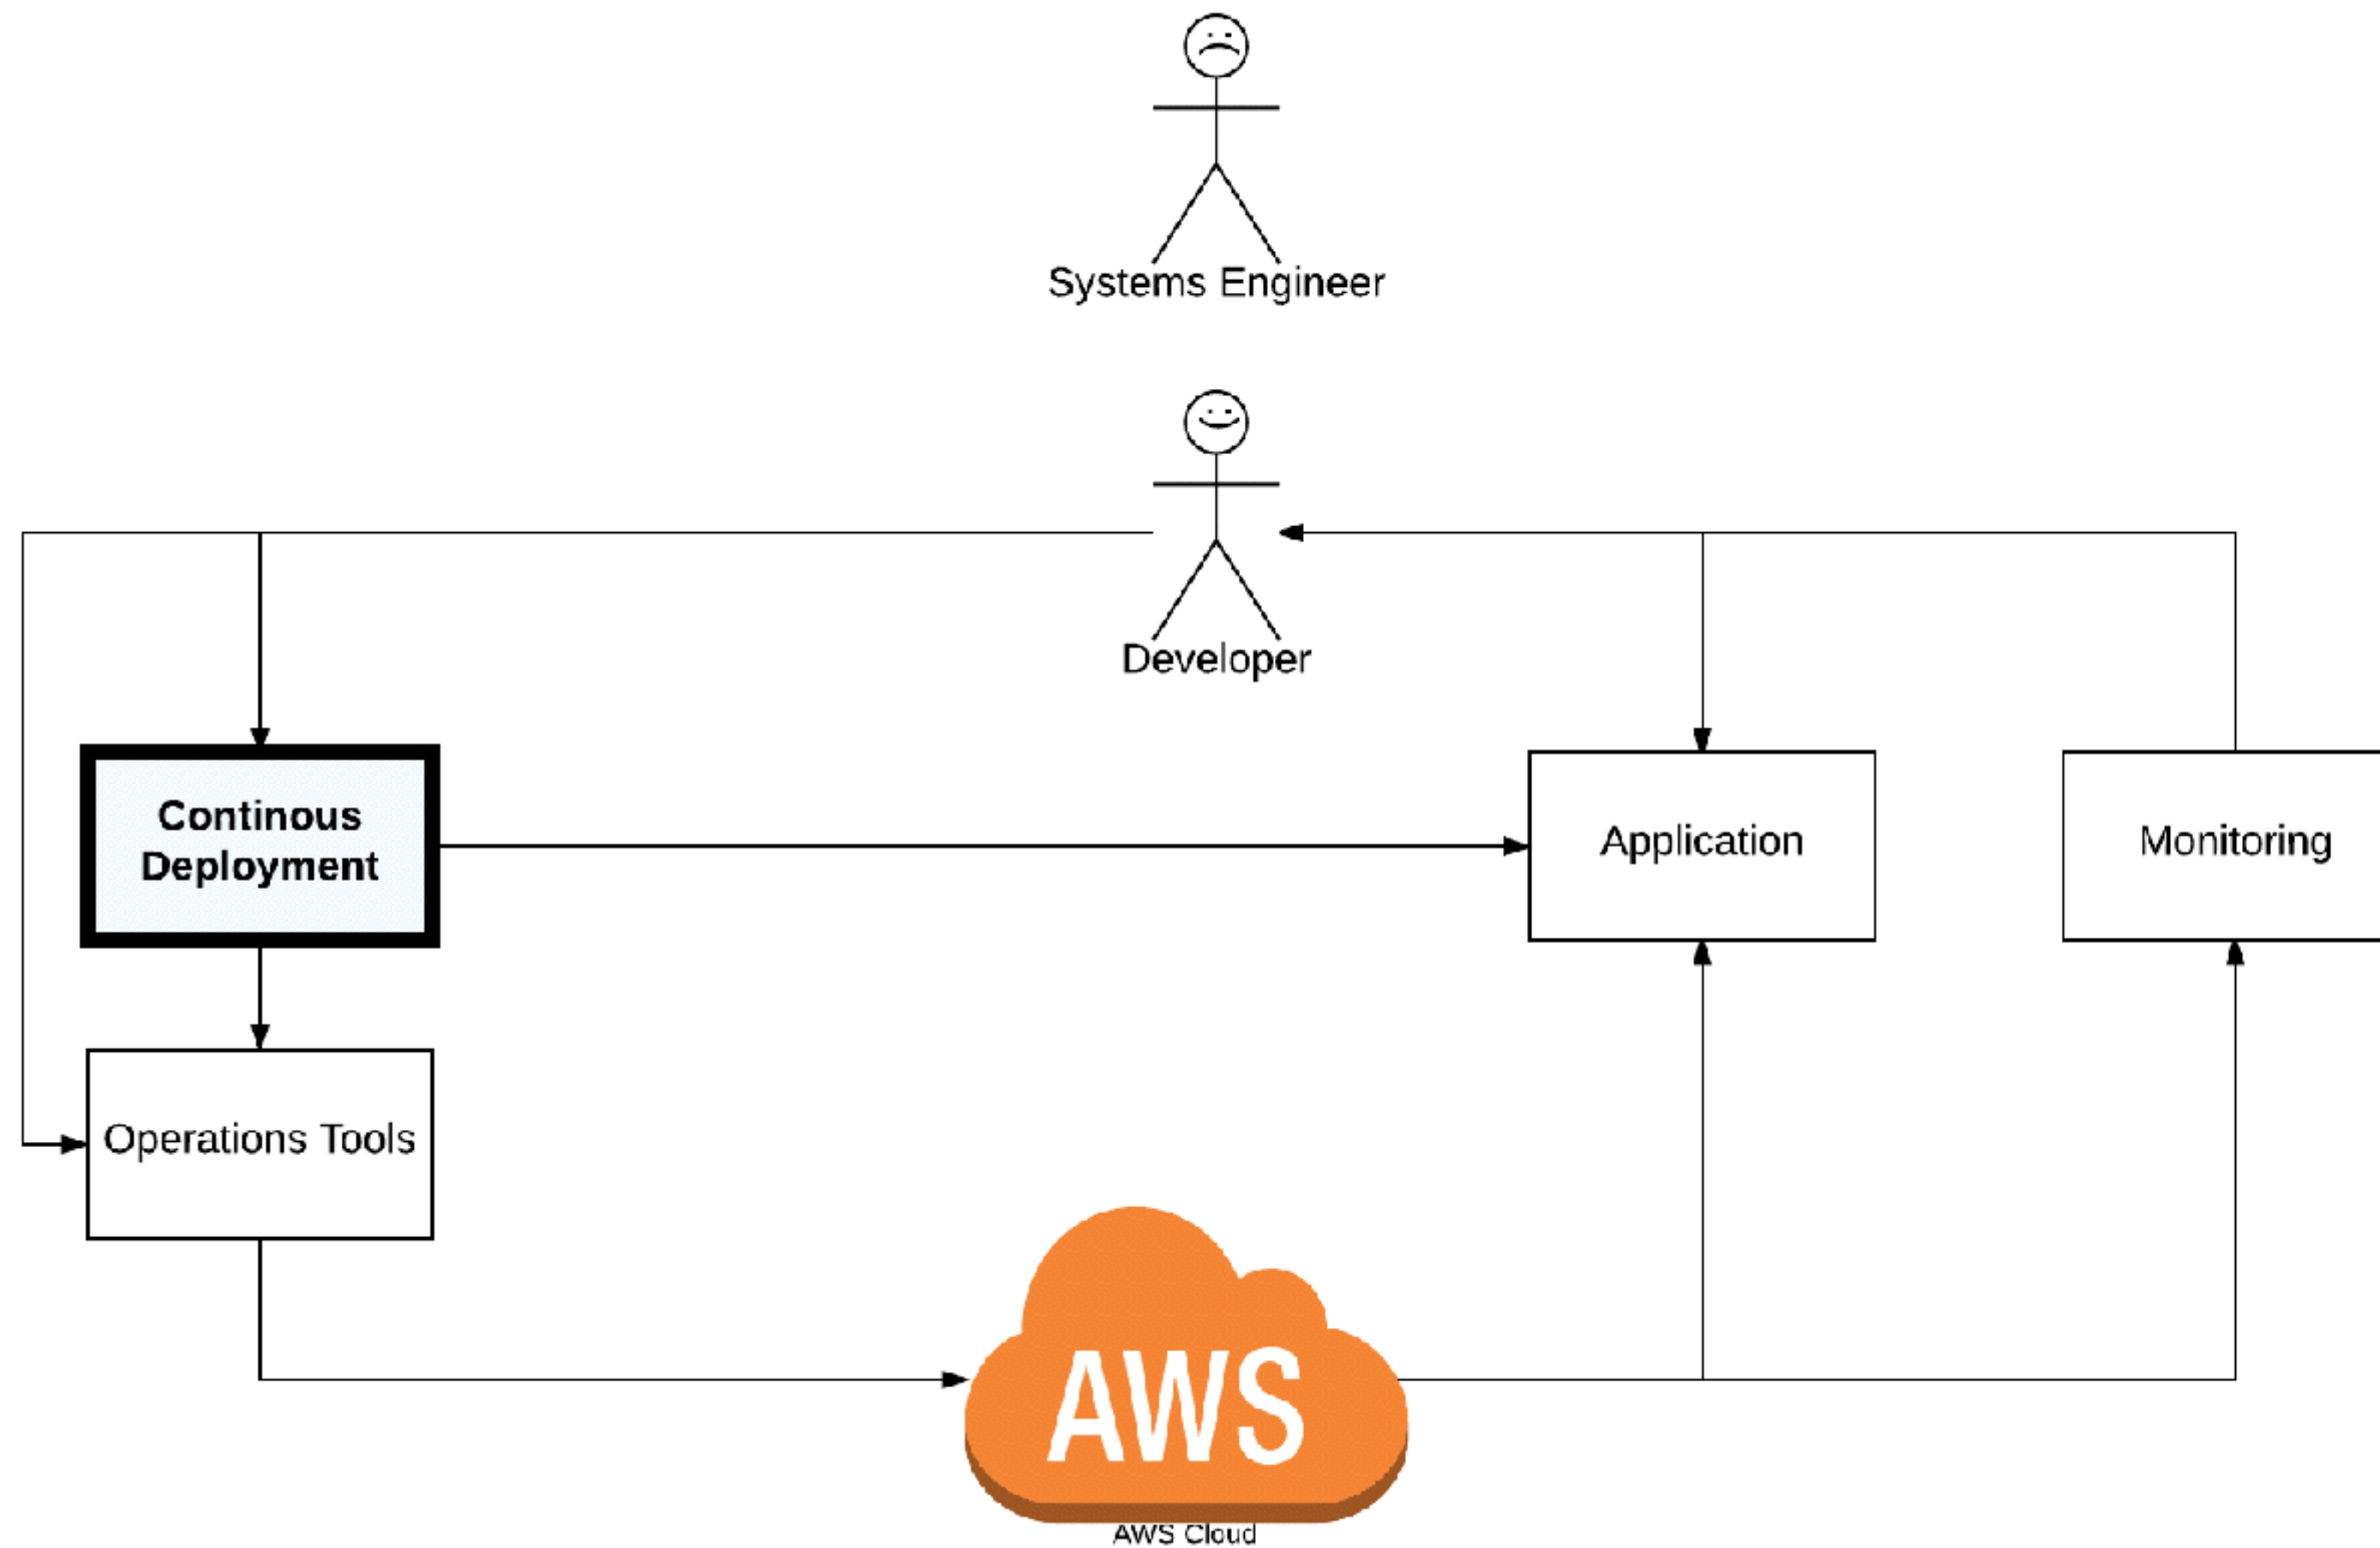 Systems Engineer
Developer
Continous
Deployment
Application
Monitoring
Operations Tools
AWS
AWS Cloud